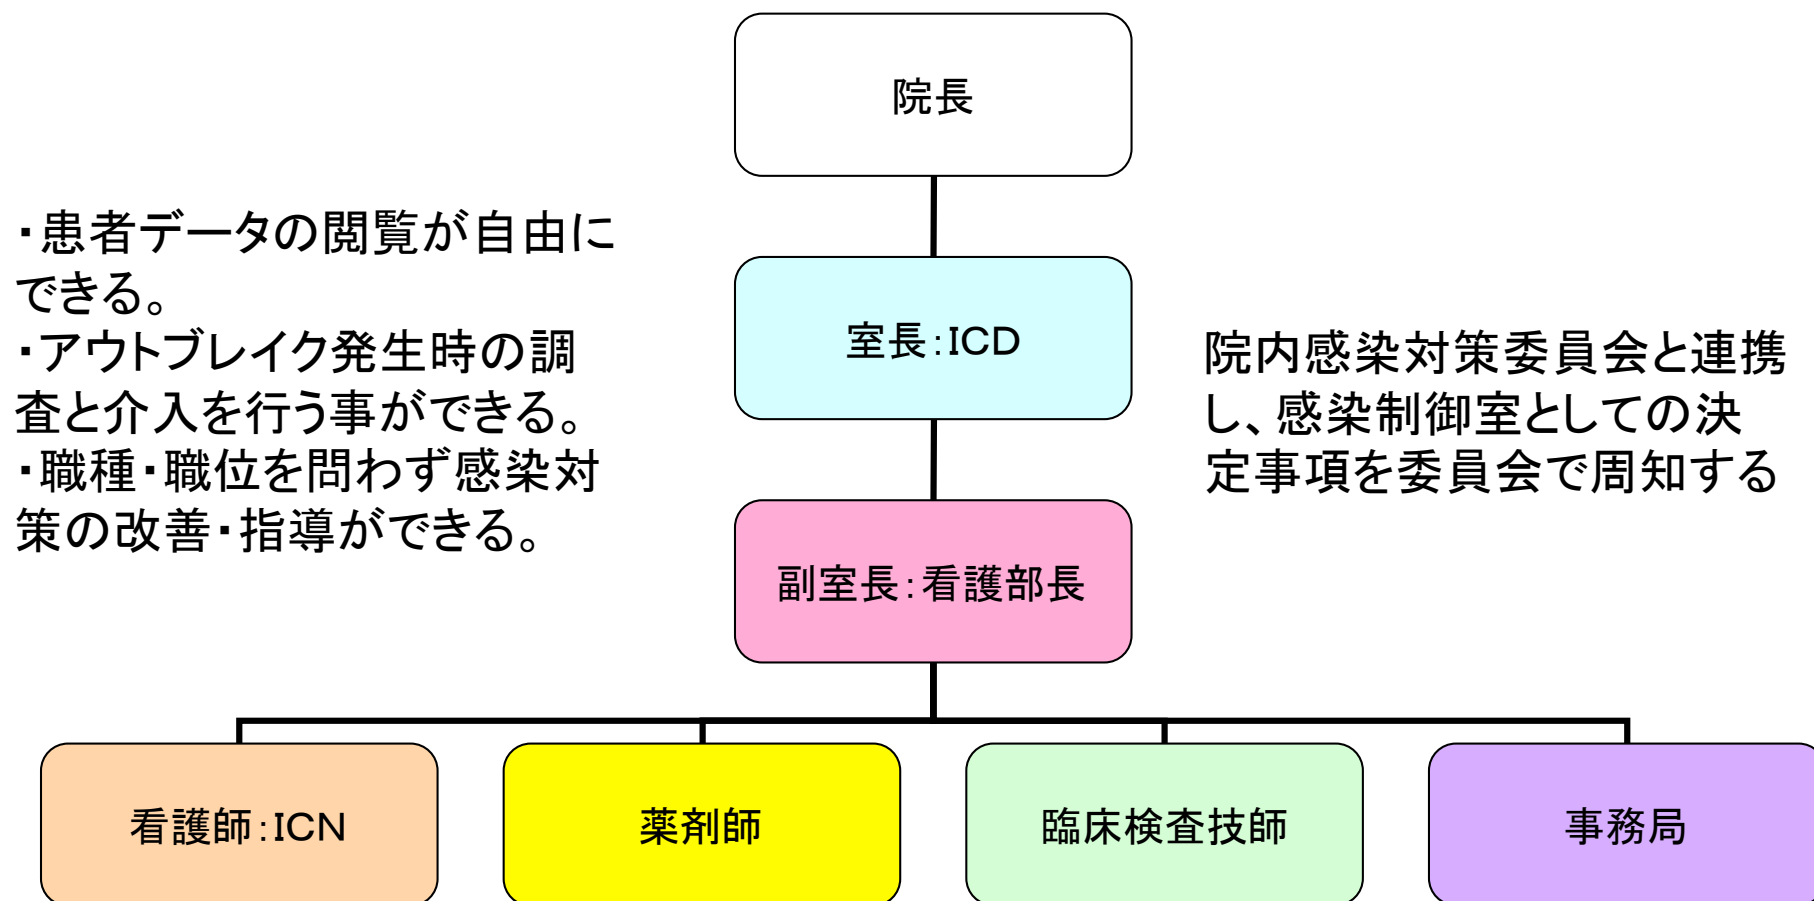 院長
・患者データの閲覧が自由に
できる。
・アウトブレイク発生時の調
査と介入を行う事ができる。
・職種・職位を問わず感染対
策の改善・指導ができる。
室長：ICD
院内感染対策委員会と連携
し、感染制御室としての決
定事項を委員会で周知する
副室長：看護部長
看護師：ICN
薬剤師
臨床検査技師
事務局